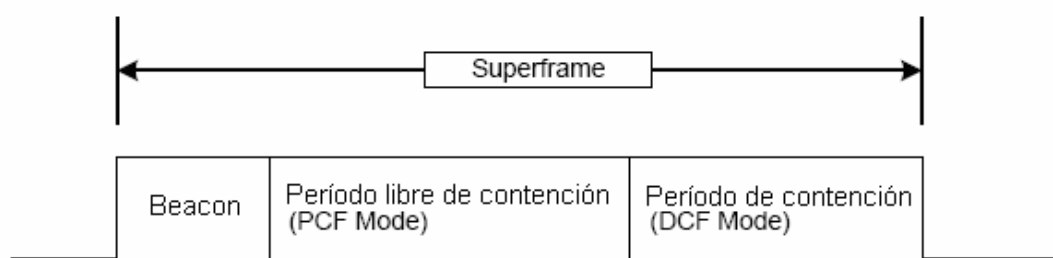 Superframe
Beacon
Período libre de contención
(PCF Mode)
Período de contención
(DCF Mode)